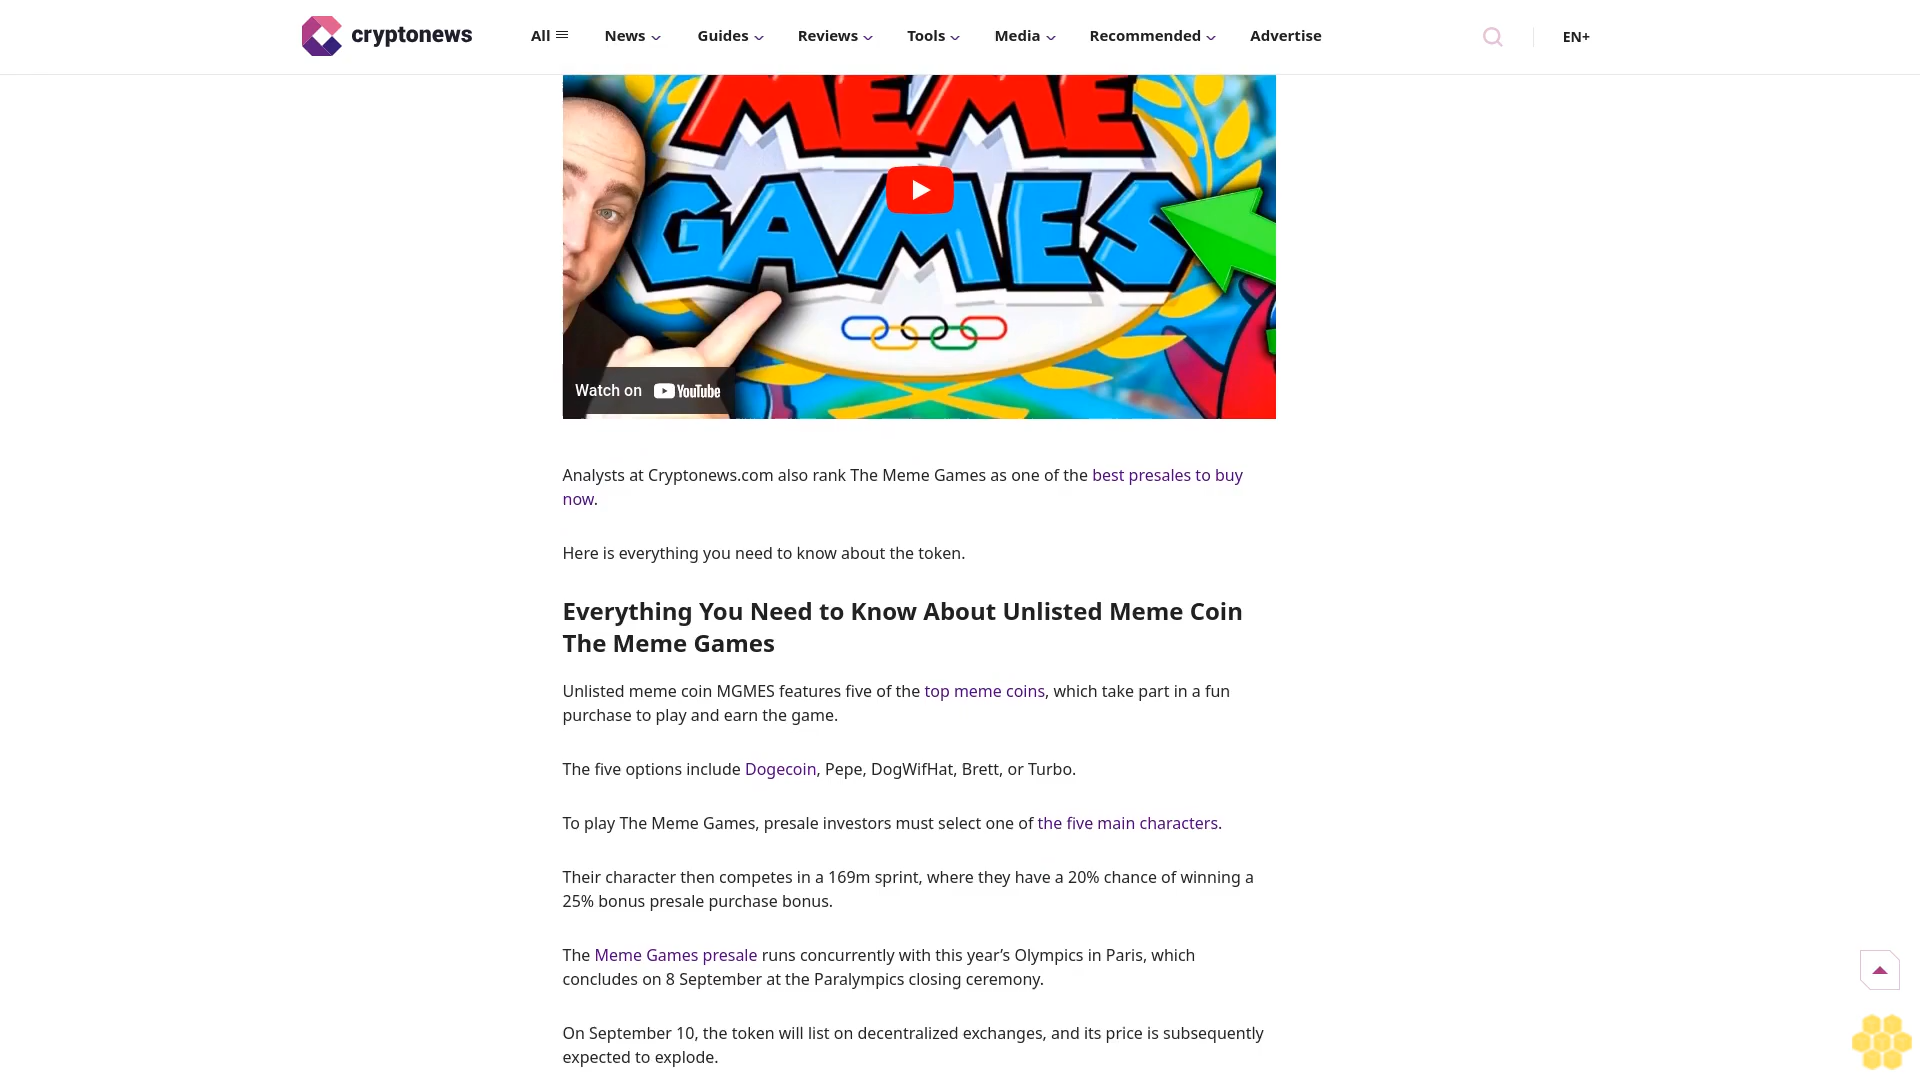 cryptonews
All
News
Guides
Reviews
Tools
Media
Recommended
Advertise
EN+
MEME
GAMES
Watch on YouTube
Analysts at Cryptonews.com also rank The Meme Games as one of the best presales to buy
now.
Here is everything you need to know about the token.
Everything You Need to Know About Unlisted Meme Coin
The Meme Games
Unlisted meme coin MGMES features five of the top meme coins, which take part in a fun
purchase to play and earn the game.
The five options include Dogecoin, Pepe, DogWifHat, Brett, or Turbo.
To play The Meme Games, presale investors must select one of the five main characters.
Their character then competes in a 169m sprint, where they have a 20% chance of winning a
25% bonus presale purchase bonus.
The Meme Games presale runs concurrently with this year’s Olympics in Paris, which
concludes on 8 September at the Paralympics closing ceremony.
On September 10, the token will list on decentralized exchanges, and its price is subsequently
expected to explode.